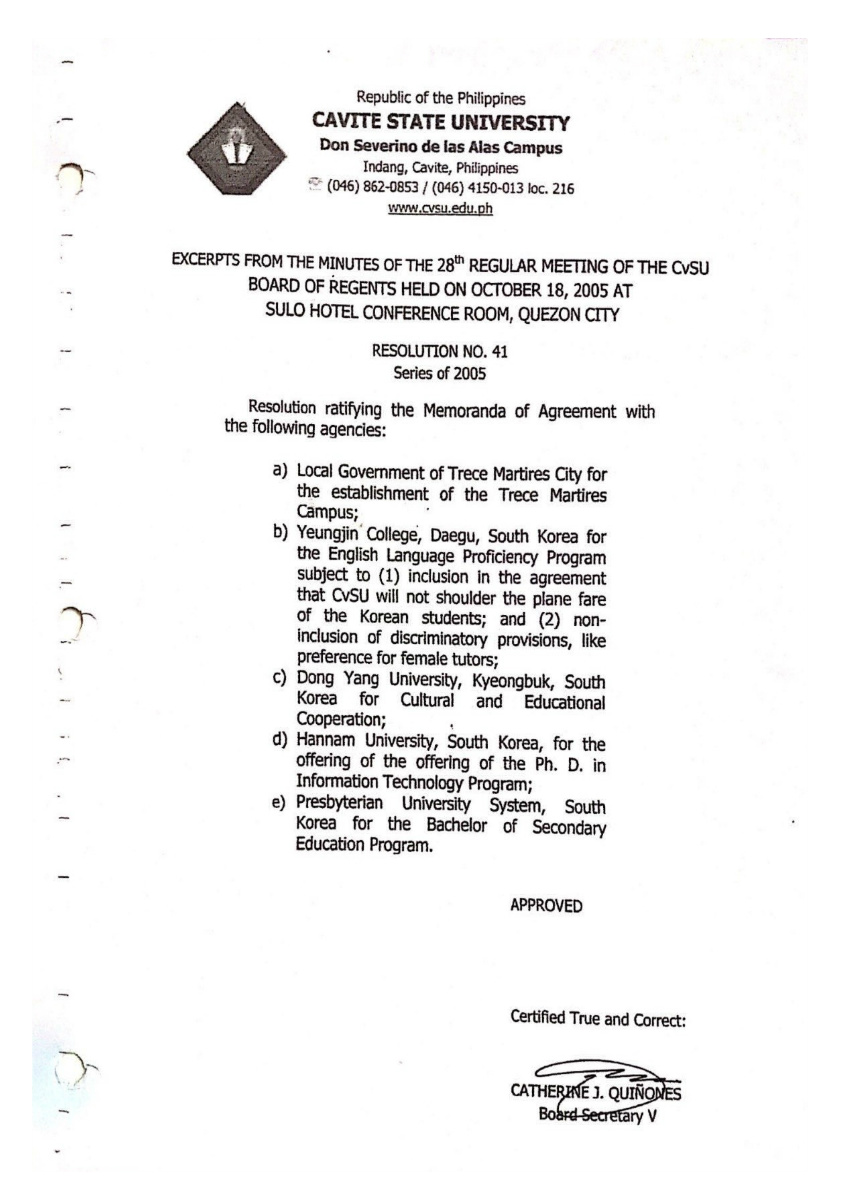 Republic of the Philippines
CAVITE STATE UNIVERSITY
Don Severino de las Alas Campus
Indang, Cavite, Philippines
(046) 862-0853 / (046) 4150-013 loc. 216
www.cvsu.edu.ph
EXCERPTS FROM THE MINUTES OF THE 28th REGULAR MEETING OF THE CvSU
BOARD OF REGENTS HELD ON OCTOBER 18, 2005 AT
SULO HOTEL CONFERENCE ROOM, QUEZON CITY
RESOLUTION NO. 41
Series of 2005
Resolution ratifying the Memoranda of Agreement with
the following agencies:
a) Local Government of Trece Martires City for
the establishment of the Trece Martires
Campus;
b) Yeungjin College, Daegu, South Korea for
the English Language Proficiency Program
subject to (1) inclusion in the agreement
that CvSU will not shoulder the plane fare
of the Korean students; and (2) non-
inclusion of discriminatory provisions, like
preference for female tutors;
c) Dong Yang University, Kyeongbuk, South
Korea for Cultural and Educational
Cooperation;
d) Hannam University, South Korea, for the
offering of the offering of the Ph. D. in
Information Technology Program;
e) Presbyterian University System, South
Korea for the Bachelor of Secondary
Education Program.
APPROVED
Certified True and Correct:
CATHERINE J. QUIÑONES
Board Secretary V